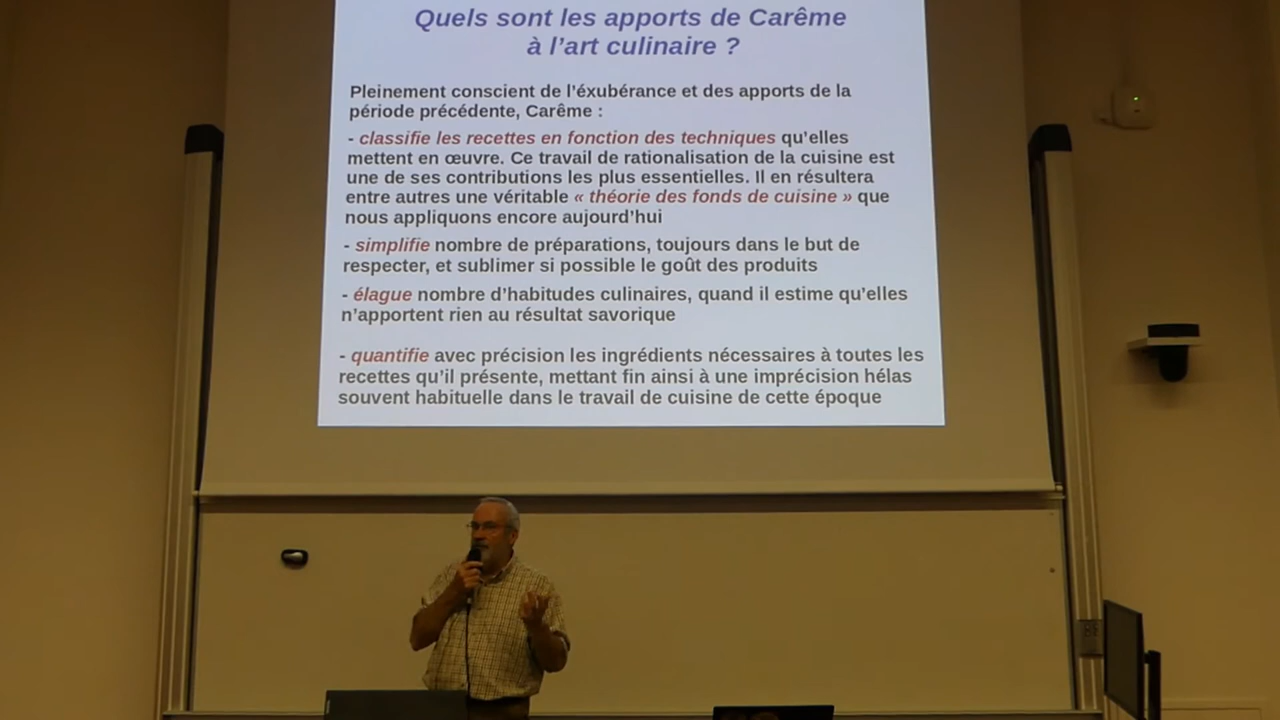 Quels sont les apports de Carême
à l'art culinaire ?
Pleinement conscient de l'éxubérance et des apports de la
période précédente, Carême :
- classifie les recettes en fonction des techniques qu'elles
mettent en œuvre. Ce travail de rationalisation de la cuisine est
une de ses contributions les plus essentielles. Il en résultera
entre autres une véritable « théorie des fonds de cuisine » que
nous appliquons encore aujourd'hui
- simplifie nombre de préparations, toujours dans le but de
respecter, et sublimer si possible le goût des produits
- élague nombre d'habitudes culinaires, quand il estime qu'elles
n'apportent rien au résultat savorique
- quantifie avec précision les ingrédients nécessaires à toutes les
recettes qu'il présente, mettant fin ainsi à une imprécision hélas
souvent habituelle dans le travail de cuisine de cette époque